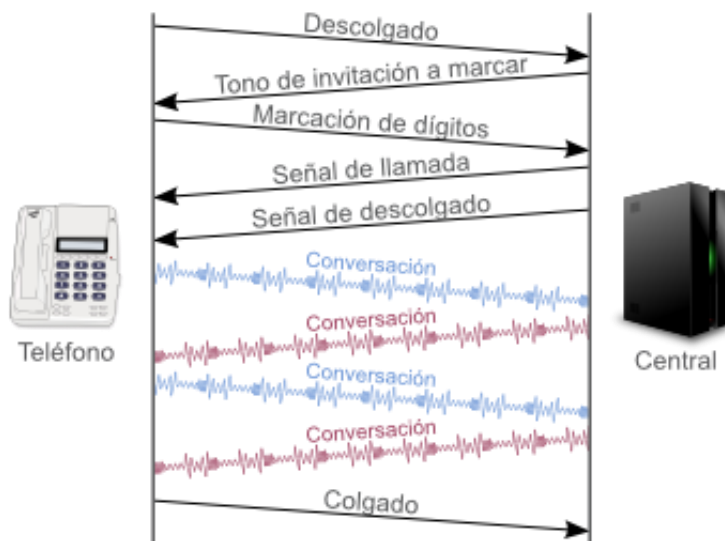 Descolgado
Tono de invitación a marcar
Marcación de dígitos
Señal de llamada
Señal de descolgado
Conversación
Conversación
Teléfono
Central
Conversación
Conversación
Colgado